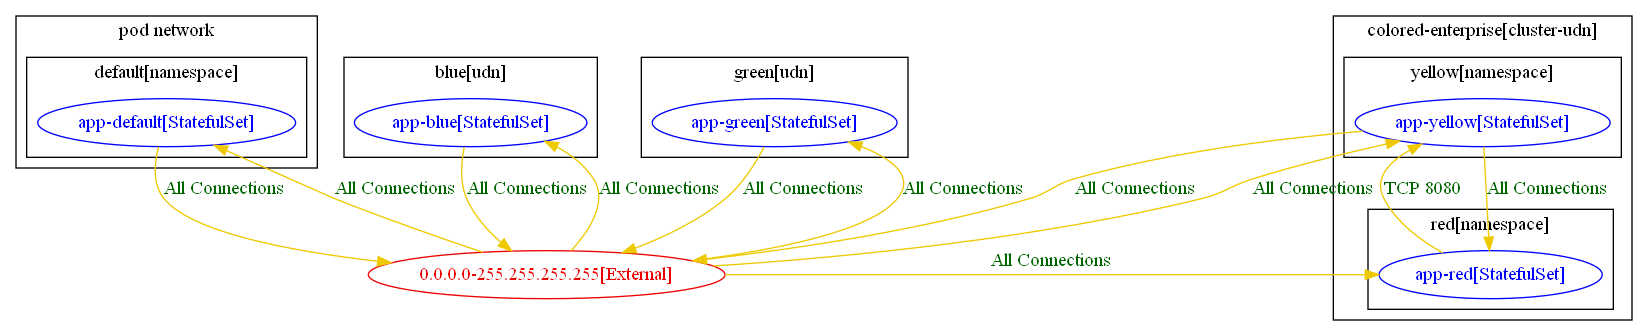 pod network
colored-enterprise[cluster-udn]
default[namespace]
blue[udn]
green[udn]
yellow[namespace]
app-default[StatefulSet]
app-blue[StatefulSet]
app-green[StatefulSet]
app-yellow[StatefulSet]
All Connections
All Connections
All Connections
All Connections
All Connections
All Connections
All Connections
All Connections
TCP 8080
All Connections
red[namespace]
All Connections
0.0.0.0-255.255.255.255[External]
app-red[StatefulSet]